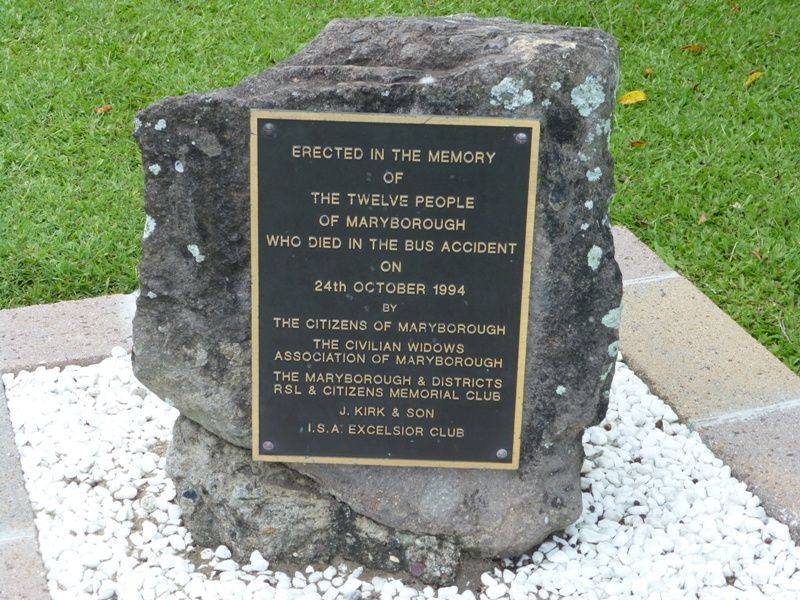 ERECTED IN THE MEMORY
OF
THE TWELVE PEOPLE
OF MARYBOROUGH
WHO DIED IN THE BUS ACCIDENT
ON
24th OCTOBER 1994
BY
THE CITIZENS OF MARYBOROUGH
THE CIVILIAN WIDOWS
ASSOCIATION OF MARYBOROUGH
THE MARYBOROUGH & DISTRICTS
RSL & CITIZENS MEMORIAL CLUB
J. KIRK & SON
I.S.A. EXCELSIOR CLUB